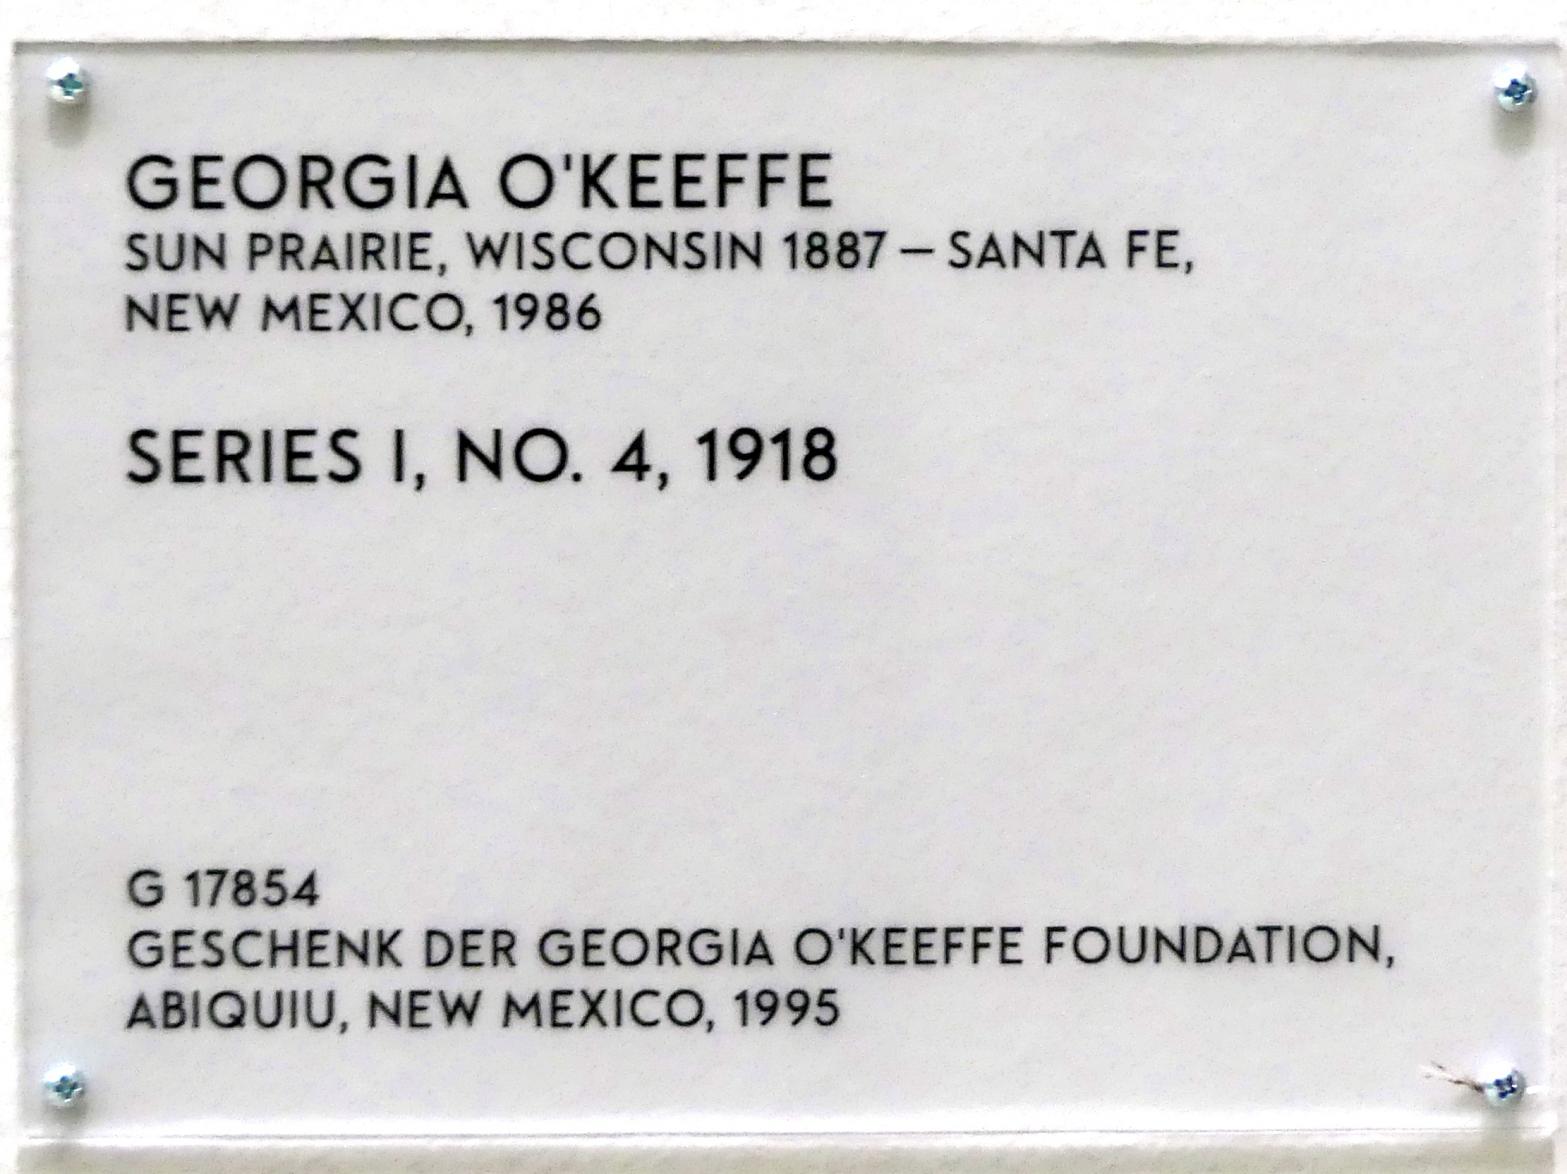 GEORGIA O'KEEFFE
SUN PRAIRIE, WISCONSIN 1887 – SANTA FE,
NEW MEXICO, 1986
SERIES I, NO. 4, 1918
G 17854
GESCHENK DER GEORGIA O'KEEFFE FOUNDATION,
ABIQUIU, NEW MEXICO, 1995